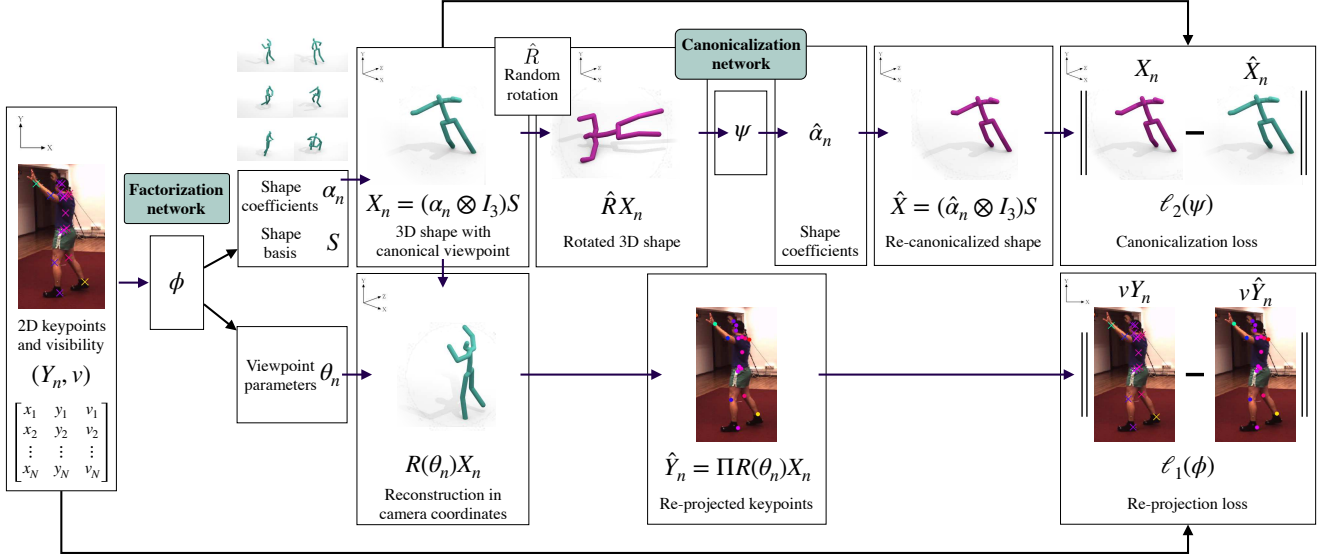 2D keypoints
and visibility
(Y_n, v)
x_1 y_1 v_1
x_2 y_2 v_2
⋮ ⋮ ⋮
x_N y_N v_N
Y
X
Factorization
network
ϕ
Shape
coefficients α_n
Shape
basis S
Viewpoint
parameters θ_n
Y
Z
X
X_n = (α_n ⊗ I_3)S
3D shape with
canonical viewpoint
R̂
Random
rotation
Y
Z
X
R̂X_n
Rotated 3D shape
Canonicalization
network
ψ
α̂_n
Shape
coefficients
Y
Z
X
X̂ = (α̂_n ⊗ I_3)S
Re-canonicalized shape
Y
Z
X
X_n X̂_n
‖ − ‖
ℓ_2(ψ)
Canonicalization loss
Y
Z
X
R(θ_n)X_n
Reconstruction in
camera coordinates
Y
X
Ŷ_n = ΠR(θ_n)X_n
Re-projected keypoints
Y
X
vY_n vŶ_n
‖ − ‖
ℓ_1(ϕ)
Re-projection loss